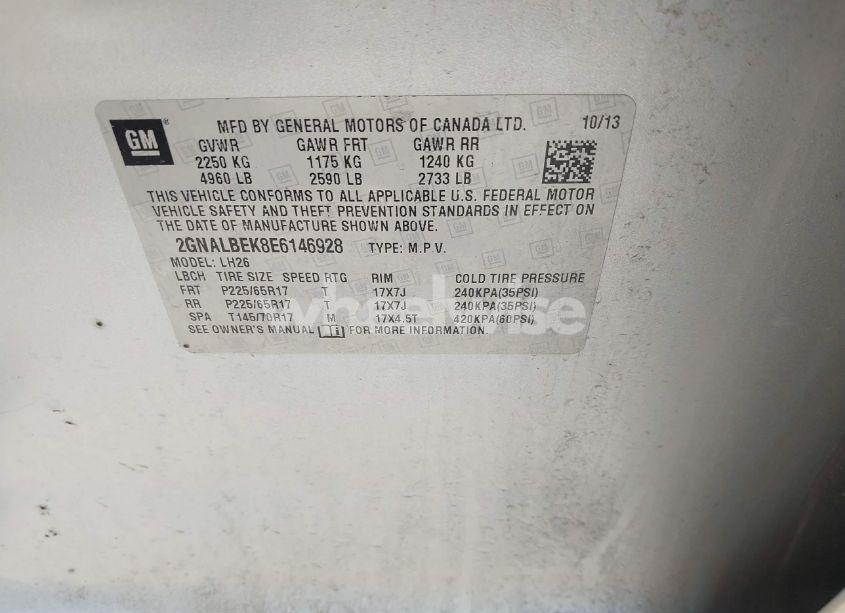 GM
MFD BY GENERAL MOTORS OF CANADA LTD. 10/13
GVWR GAWR FRT GAWR RR
2250 KG 1175 KG 1240 KG
4960 LB 2590 LB 2733 LB
THIS VEHICLE CONFORMS TO ALL APPLICABLE U.S. FEDERAL MOTOR
VEHICLE SAFETY AND THEFT PREVENTION STANDARDS IN EFFECT ON
THE DATE OF MANUFACTURE SHOWN ABOVE.
2GNALBEK8E6146928 TYPE: M.P.V.
MODEL: LH26
LBCH TIRE SIZE SPEED RTG RIM COLD TIRE PRESSURE
FRT P225/65R17 T 17X7J 240KPA(35PSI)
RR P225/65R17 T 17X7J 240KPA(35PSI)
SPA T145/70R17 M 17X4.5T 420KPA(60PSI)
SEE OWNER'S MANUAL FOR MORE INFORMATION.